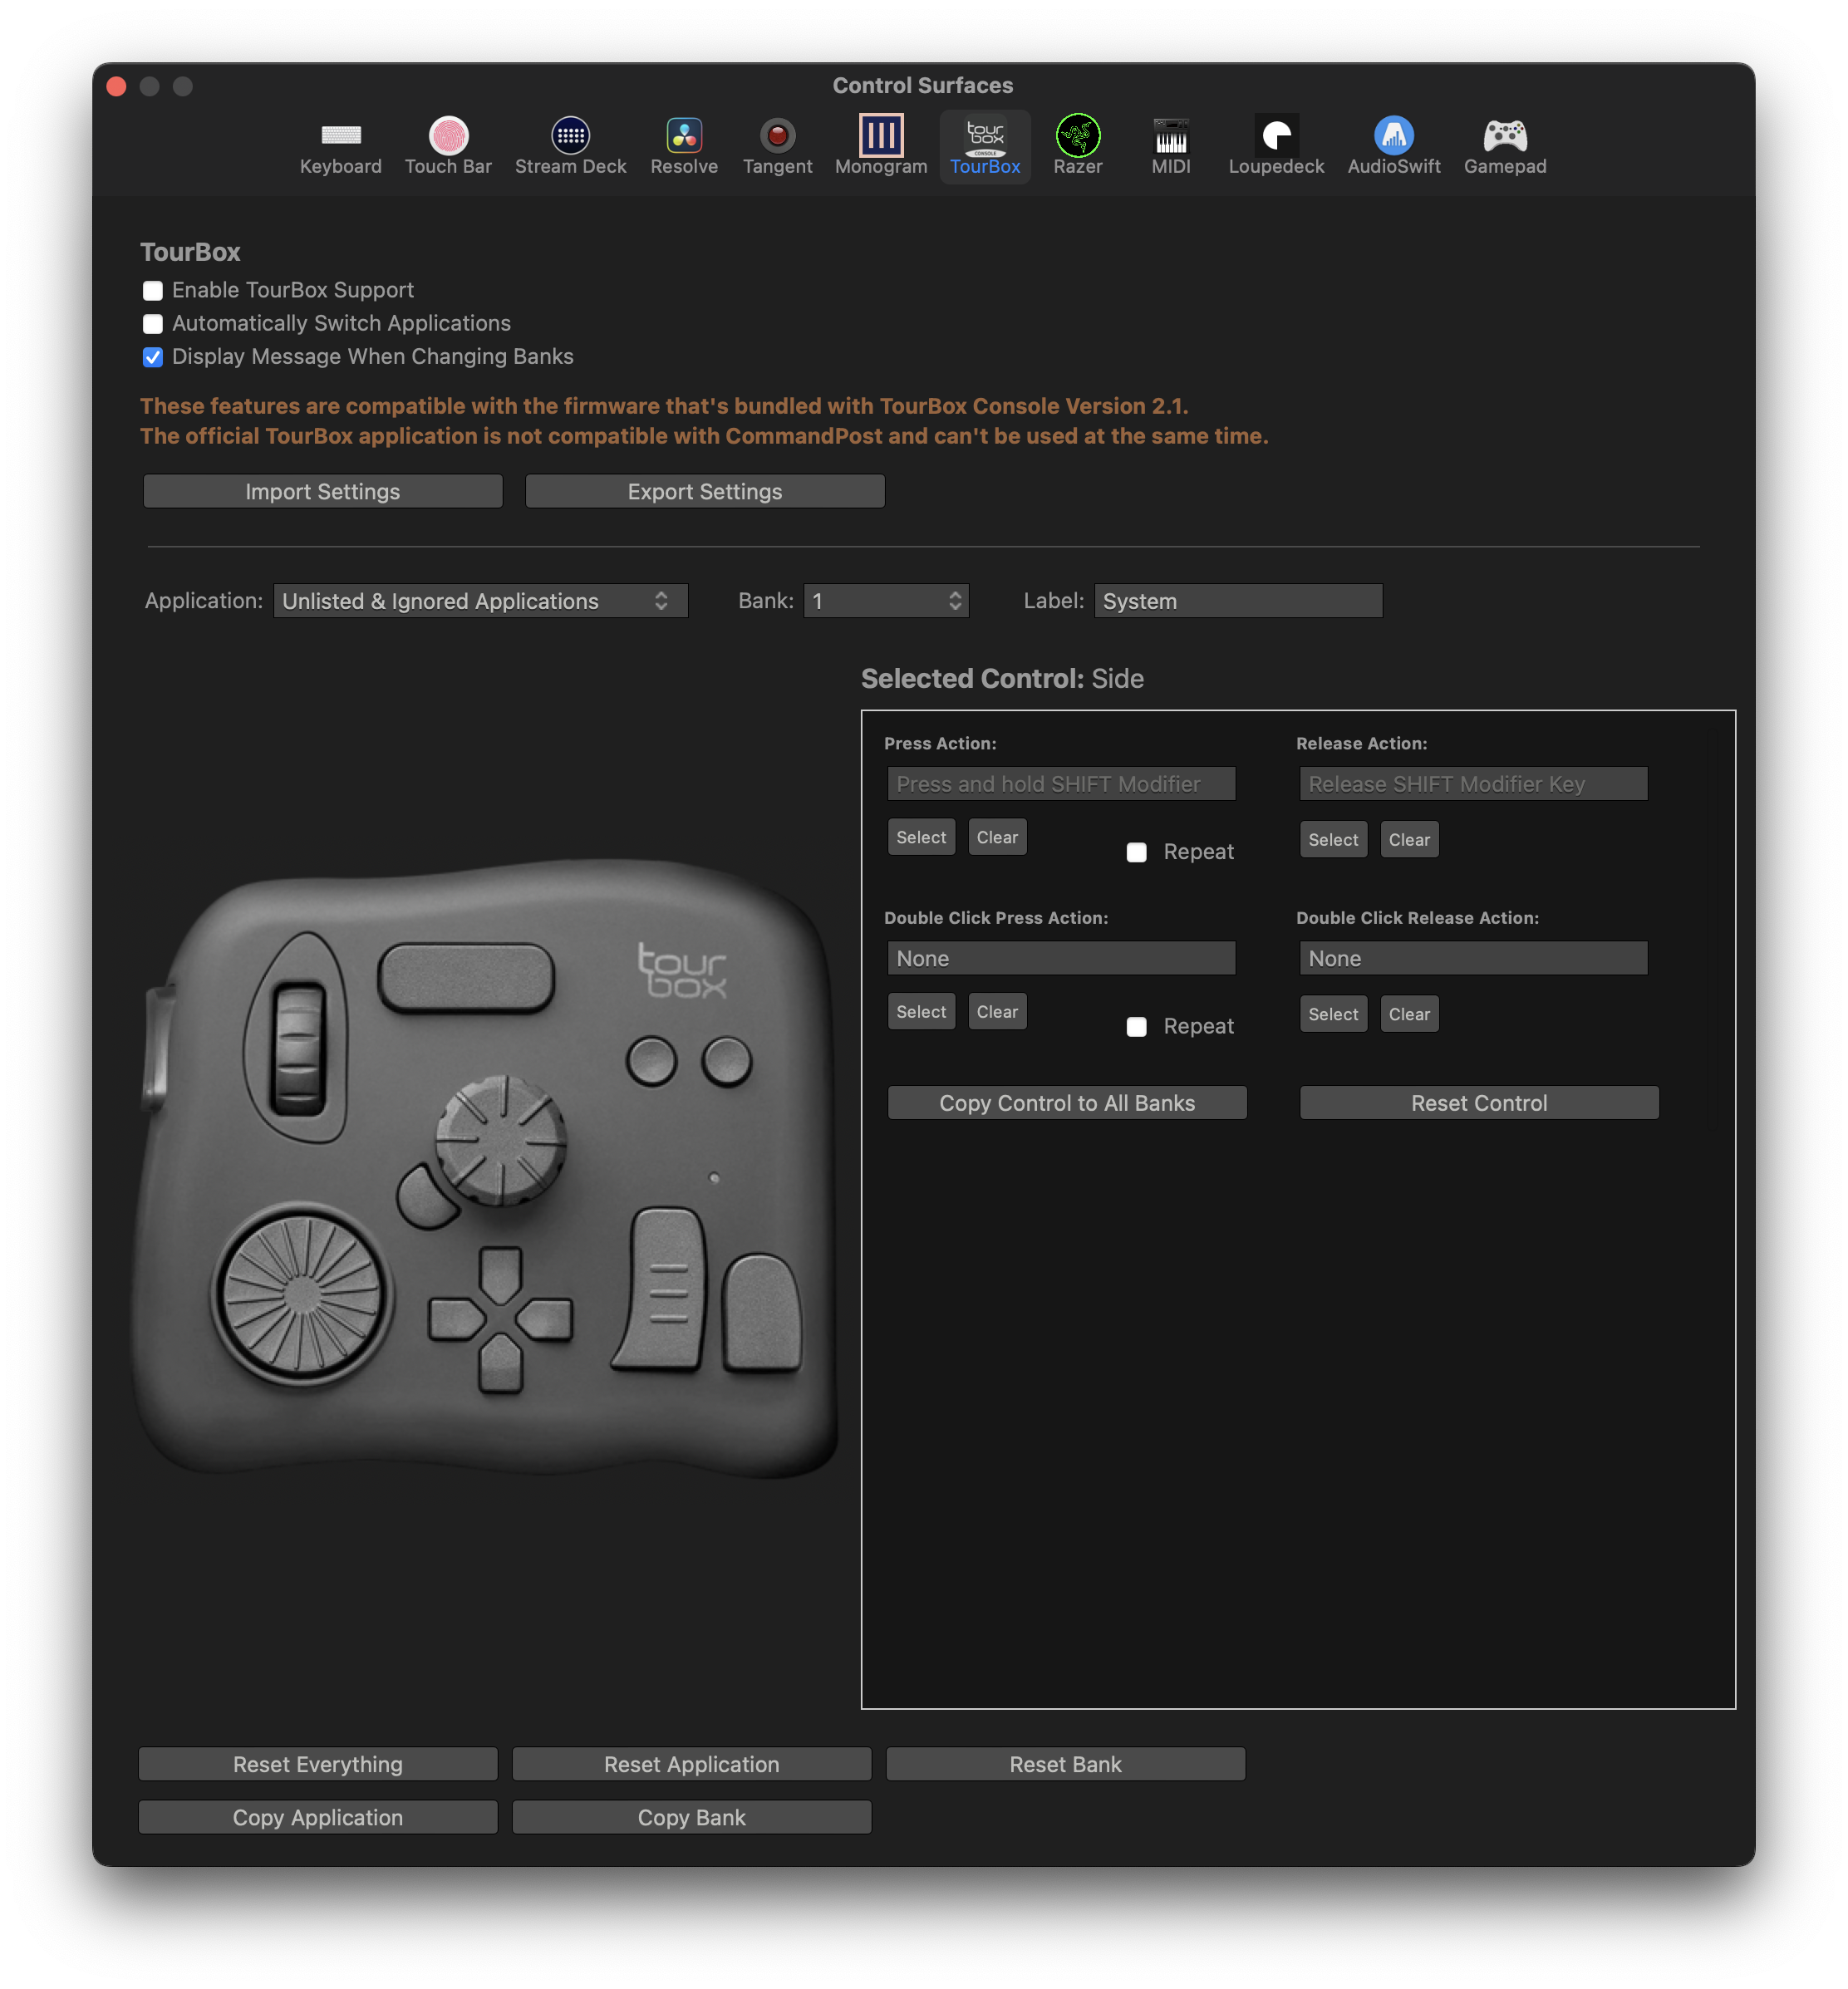 Control Surfaces
Keyboard Touch Bar Stream Deck Resolve Tangent Monogram TourBox Razer MIDI Loupedeck AudioSwift Gamepad
tour
box
CONSOLE
TourBox
Enable TourBox Support
Automatically Switch Applications
Display Message When Changing Banks
These features are compatible with the firmware that's bundled with TourBox Console Version 2.1.
The official TourBox application is not compatible with CommandPost and can't be used at the same time.
Import Settings Export Settings
Application: Unlisted & Ignored Applications Bank: 1 Label: System
Selected Control: Side
Press Action: Release Action:
Press and hold SHIFT Modifier Release SHIFT Modifier Key
Select Clear Repeat Select Clear
Double Click Press Action: Double Click Release Action:
None None
Select Clear Repeat Select Clear
Copy Control to All Banks Reset Control
tour
box
Reset Everything Reset Application Reset Bank
Copy Application Copy Bank